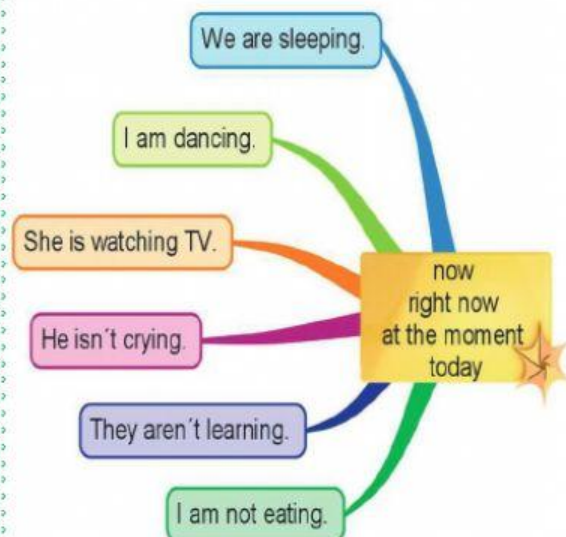 We are sleeping.
I am dancing.
She is watching TV.
He isn´t crying.
They aren´t learning.
I am not eating.
now
right now
at the moment
today